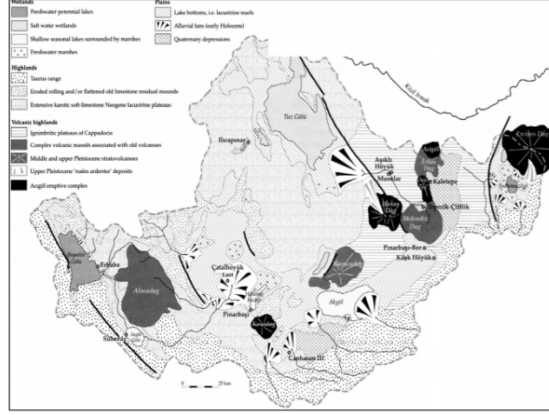 Wetlands
Freshwater perennial lakes
Salt water wetlands
Shallow seasonal lakes surrounded by marshes
Freshwater marshes
Highlands
Taurus range
Eroded rolling and/or flattened old limestone residual mounds
Extensive karstic soft-limestone Neogene lacustrine plateaus
Volcanic highlands
Ignimbritic plateaus of Cappadocia
Complex volcanic massifs associated with old volcanoes
Middle and upper Pleistocene stratovolcanoes
Upper Pleistocene 'nuées ardentes' deposits
Acıgöl eruptive complex
Plains
Lake bottoms, i.e. lacustrine marls
Alluvial fans (early Holocene)
Quaternary depressions
Kızıl Irmak
Tuz Gölü
Ilıcapınar
Aşıklı
Höyük
Musular
Acıgöl
Kaletepe
Erciyes Dağ
Melendiz
Dağ
Pınarbaşı-Bor
Köşk Höyük
Beyşehir
Gölü
Erbaba
Alacadağ
Suberde
Çatalhöyük
East
Pınarbaşı
Karadağ
Akgöl
Canhasan III
0 25 km